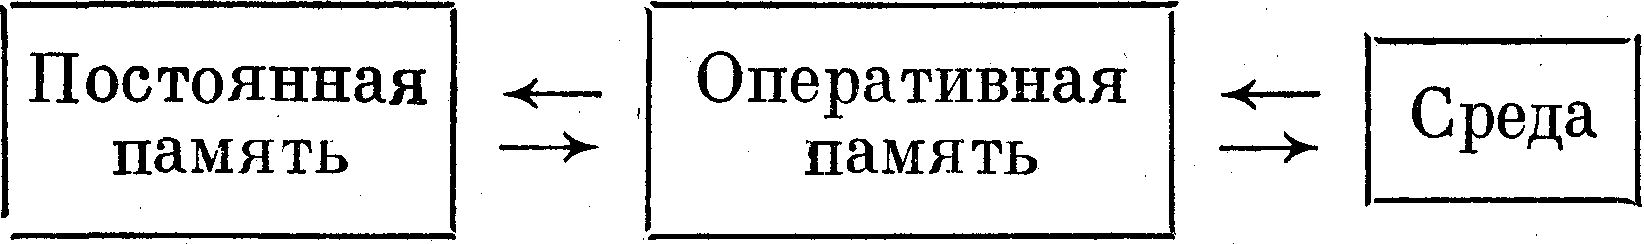 Постоянная
память
Оперативная
память
Среда